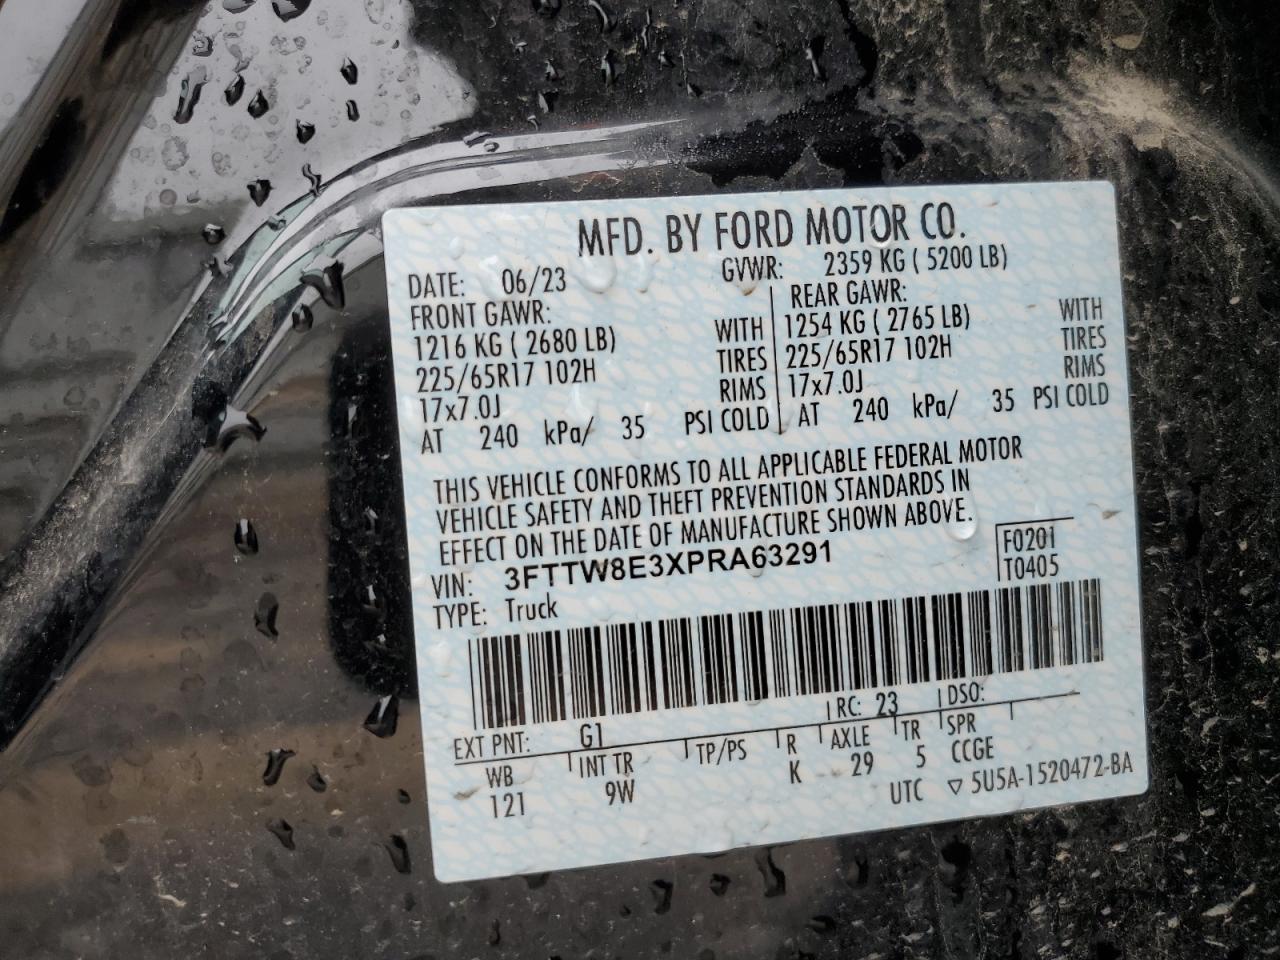 MFD. BY FORD MOTOR CO.
DATE: 06/23 GVWR: 2359 KG ( 5200 LB)
FRONT GAWR: REAR GAWR:
1216 KG ( 2680 LB) WITH 1254 KG ( 2765 LB) WITH
225/65R17 102H TIRES 225/65R17 102H TIRES
17x7.0J RIMS 17x7.0J RIMS
AT 240 kPa/ 35 PSI COLD AT 240 kPa/ 35 PSI COLD
THIS VEHICLE CONFORMS TO ALL APPLICABLE FEDERAL MOTOR
VEHICLE SAFETY AND THEFT PREVENTION STANDARDS IN
EFFECT ON THE DATE OF MANUFACTURE SHOWN ABOVE.
VIN: 3FTTW8E3XPRA63291 F0201
TYPE: Truck T0405
EXT PNT: G1 RC: 23 DSO:
WB INT TR TP/PS R AXLE TR SPR
121 9W K 29 5 CCGE
UTC ▽ 5U5A-1520472-BA